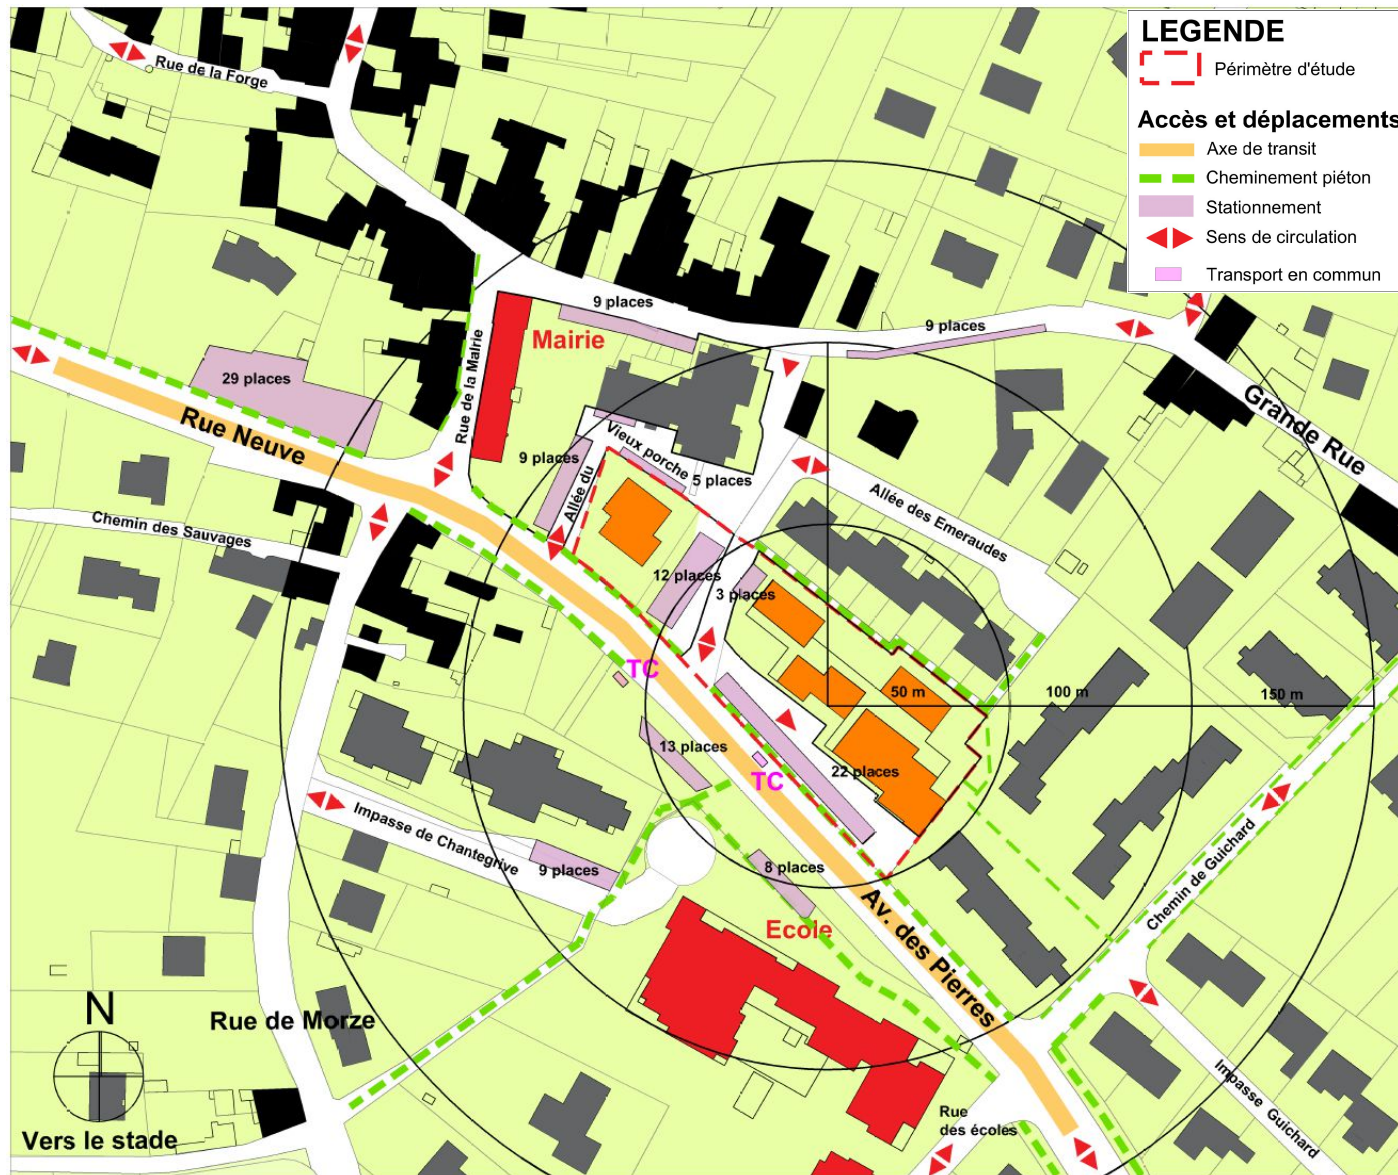 LEGENDE
Périmètre d'étude
Accès et déplacements
Axe de transit
Cheminement piéton
Stationnement
Sens de circulation
Transport en commun
Rue de la Forge
9 places
Mairie
9 places
Rue de la Mairie
29 places
Rue Neuve
Grande Rue
Vieux porche
9 places
5 places
Allée du
Allée des Emeraudes
Chemin des Sauvages
12 places
3 places
TC
50 m
100 m
150 m
13 places
TC
22 places
Impasse de Chantegrive
9 places
8 places
Chemin de Guichard
Ecole
Av. des Pierres
N
Rue de Morze
Impasse Guichard
Rue
des écoles
Vers le stade